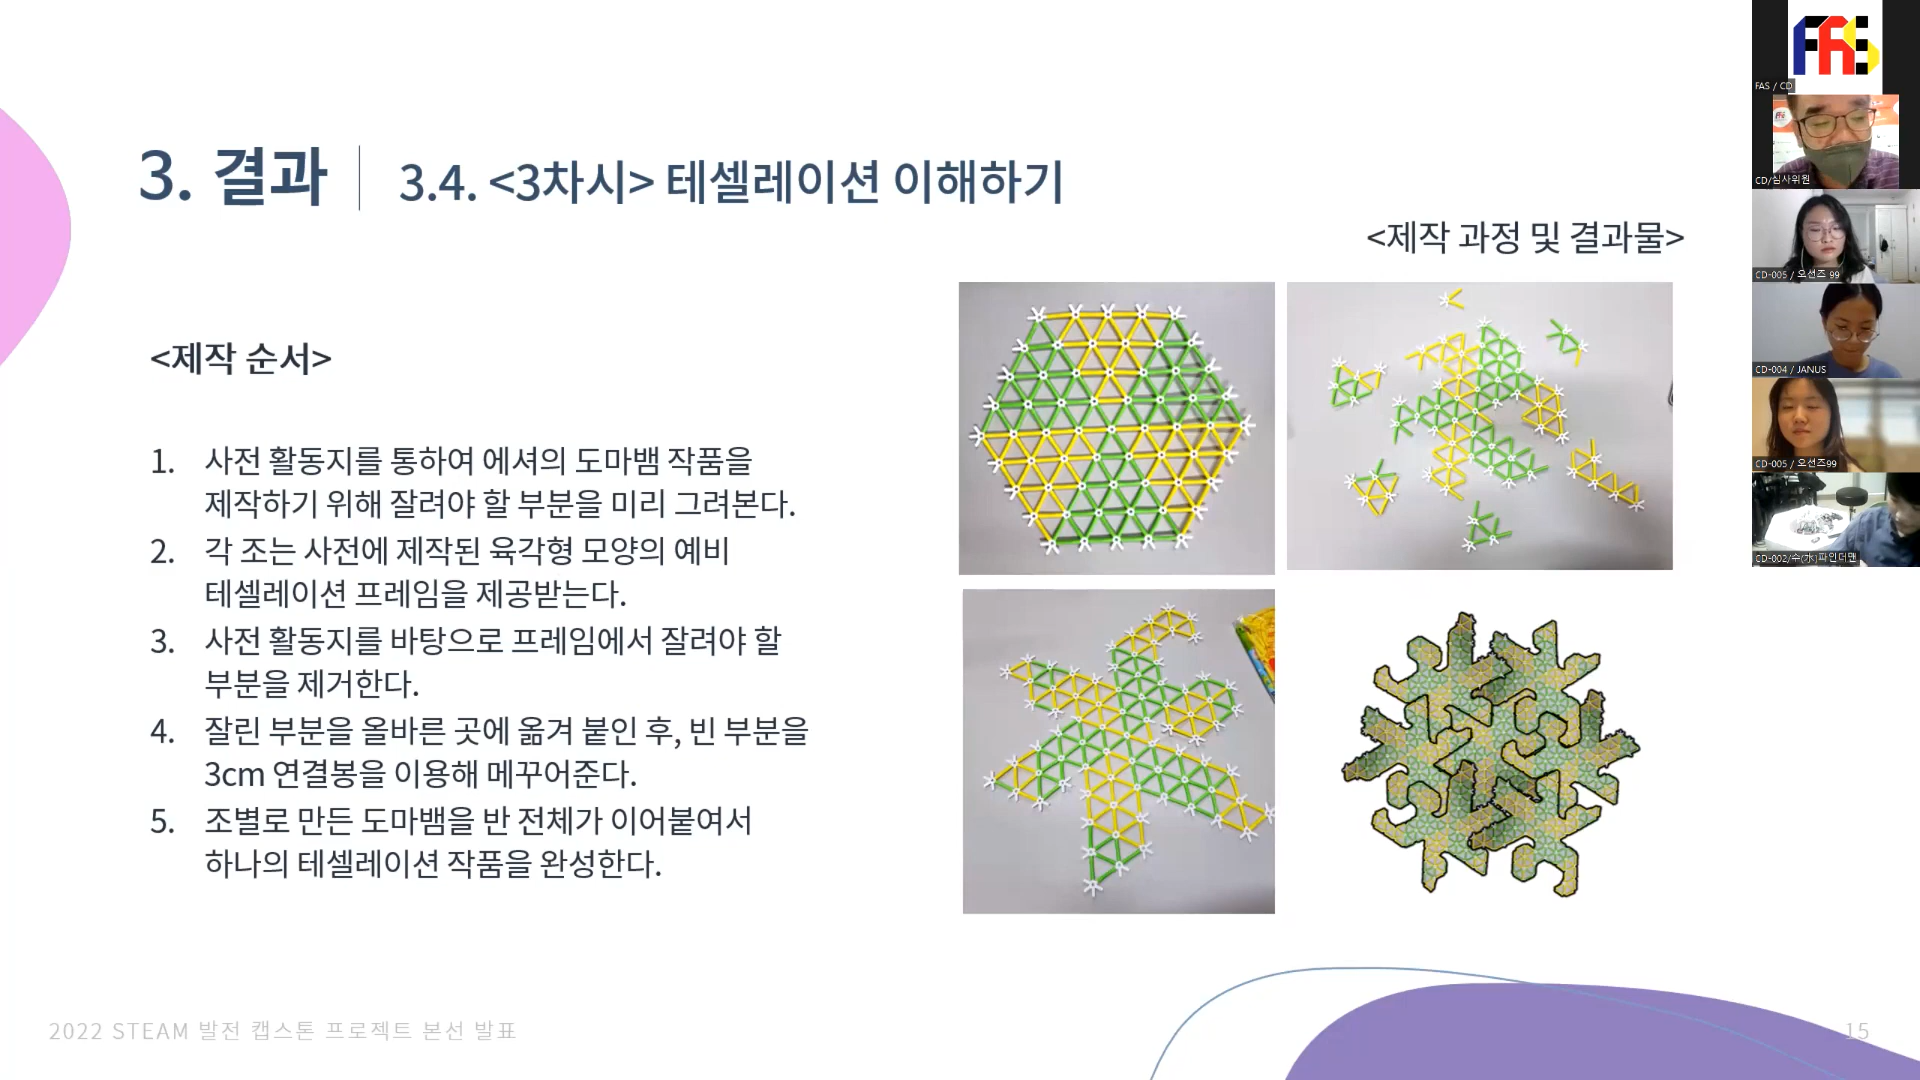 3. 결과
3.4. <3차시> 테셀레이션 이해하기
<제작 과정 및 결과물>
<제작 순서>
1. 사전 활동지를 통하여 에셔의 도마뱀 작품을
제작하기 위해 잘려야 할 부분을 미리 그려본다.
2. 각 조는 사전에 제작된 육각형 모양의 예비
테셀레이션 프레임을 제공받는다.
3. 사전 활동지를 바탕으로 프레임에서 잘려야 할
부분을 제거한다.
4. 잘린 부분을 올바른 곳에 옮겨 붙인 후, 빈 부분을
3cm 연결봉을 이용해 메꾸어준다.
5. 조별로 만든 도마뱀을 반 전체가 이어붙여서
하나의 테셀레이션 작품을 완성한다.
2022 STEAM 발전 캡스톤 프로젝트 본선 발표
15
FAS
FAS / CD
CD/심사위원
CD-005 / 오선즈 99
CD-004 / JANUS
CD-005 / 오선즈99
CD-002/수(水)파인더맨